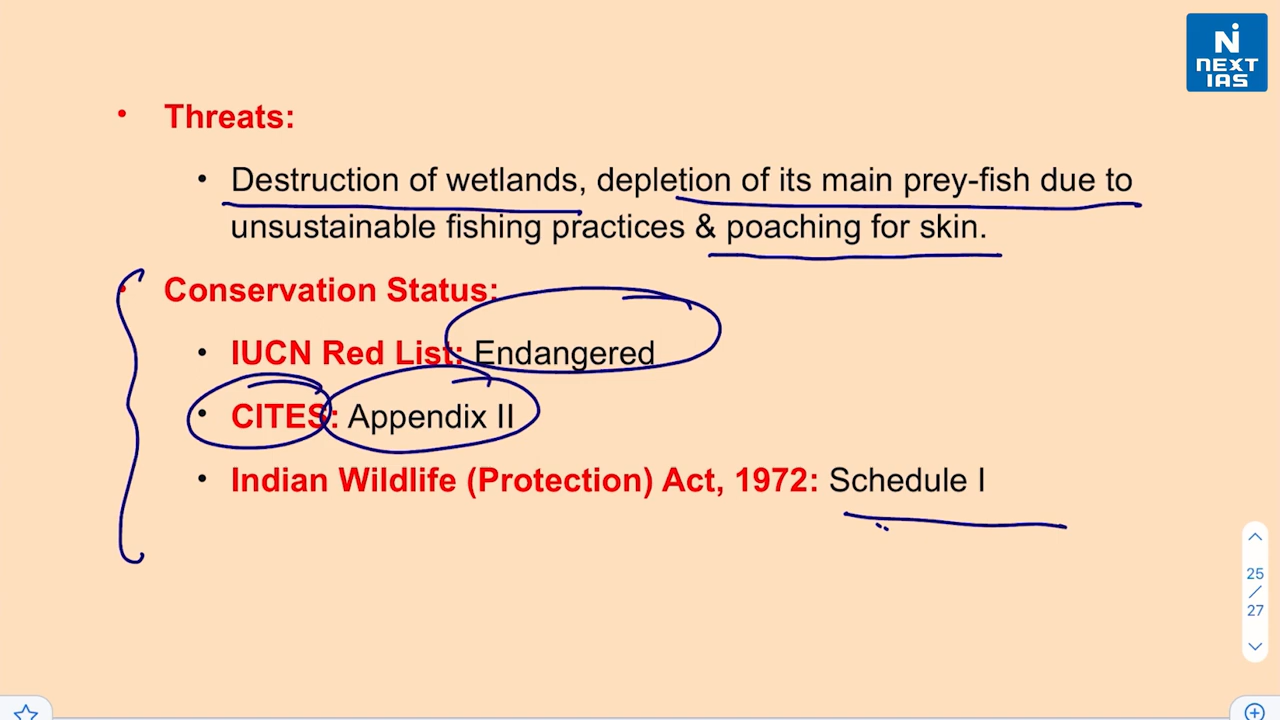 NEXT
IAS
• Threats:
• Destruction of wetlands, depletion of its main prey-fish due to
unsustainable fishing practices & poaching for skin.
• Conservation Status:
• IUCN Red List: Endangered
• CITES: Appendix II
• Indian Wildlife (Protection) Act, 1972: Schedule I
25
/
27